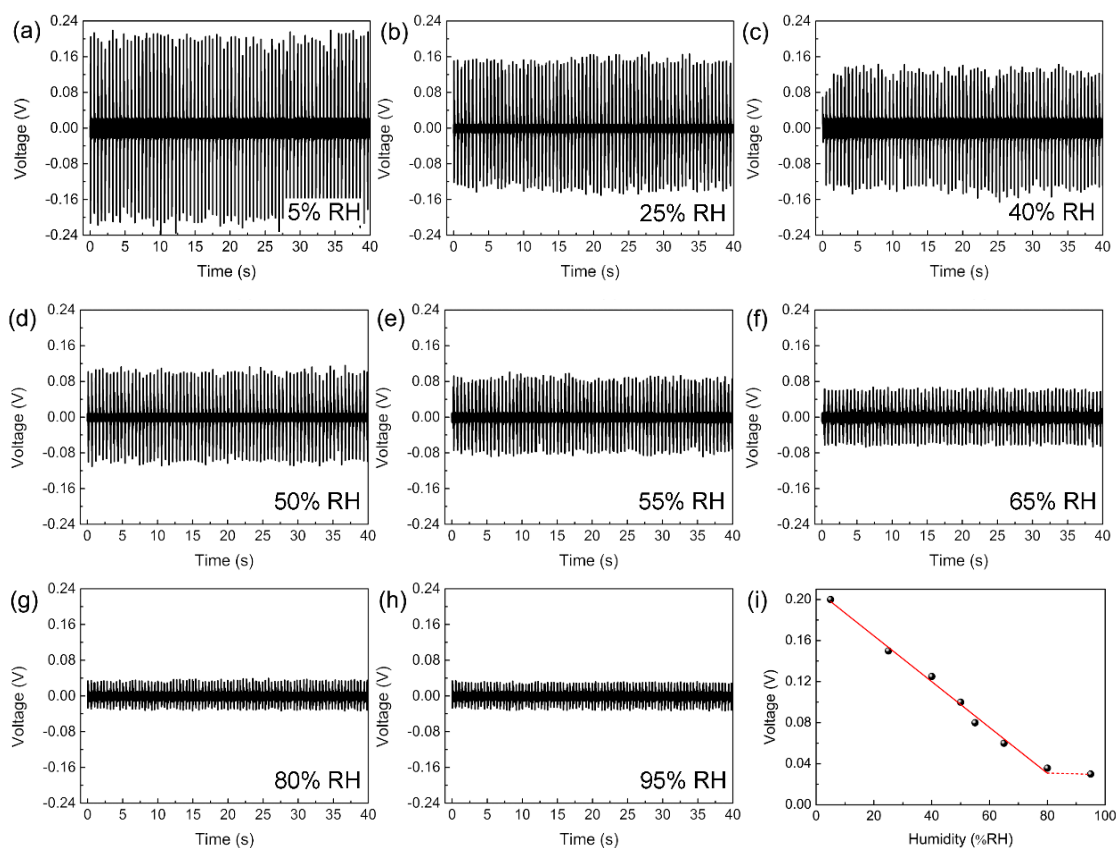 (a)
0.24
0.16
0.08
0.00
-0.08
-0.16
-0.24
Voltage (V)
5% RH
0 5 10 15 20 25 30 35 40
Time (s)
(b)
0.24
0.16
0.08
0.00
-0.08
-0.16
-0.24
Voltage (V)
25% RH
0 5 10 15 20 25 30 35 40
Time (s)
(c)
0.24
0.16
0.08
0.00
-0.08
-0.16
-0.24
Voltage (V)
40% RH
0 5 10 15 20 25 30 35 40
Time (s)
(d)
0.24
0.16
0.08
0.00
-0.08
-0.16
-0.24
Voltage (V)
50% RH
0 5 10 15 20 25 30 35 40
Time (s)
(e)
0.24
0.16
0.08
0.00
-0.08
-0.16
-0.24
Voltage (V)
55% RH
0 5 10 15 20 25 30 35 40
Time (s)
(f)
0.24
0.16
0.08
0.00
-0.08
-0.16
-0.24
Voltage (V)
65% RH
0 5 10 15 20 25 30 35 40
Time (s)
(g)
0.24
0.16
0.08
0.00
-0.08
-0.16
-0.24
Voltage (V)
80% RH
0 5 10 15 20 25 30 35 40
Time (s)
(h)
0.24
0.16
0.08
0.00
-0.08
-0.16
-0.24
Voltage (V)
95% RH
0 5 10 15 20 25 30 35 40
Time (s)
(i)
0.20
0.16
0.12
0.08
0.04
0.00
Voltage (V)
0 20 40 60 80 100
Humidity (%RH)